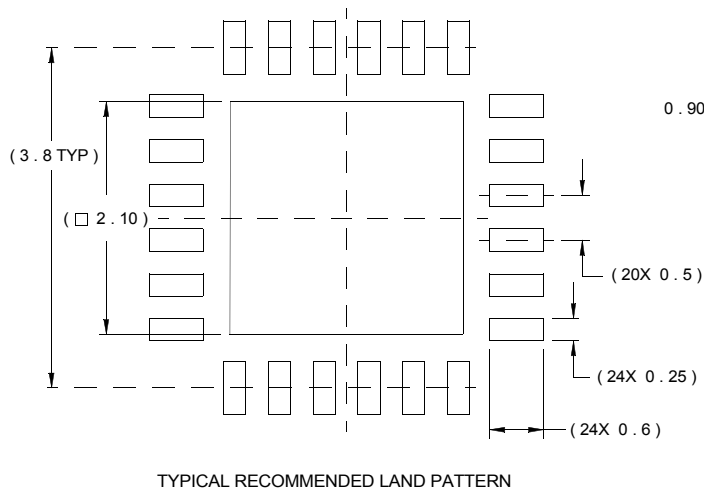 0.90
( 3 . 8 TYP )
( □ 2 . 10 )
( 20X 0 . 5 )
( 24X 0 . 25 )
( 24X 0 . 6 )
TYPICAL RECOMMENDED LAND PATTERN